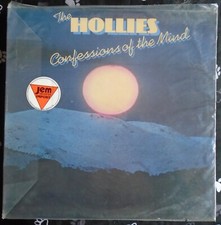 The
HOLLIES
Confessions of the Mind
jem